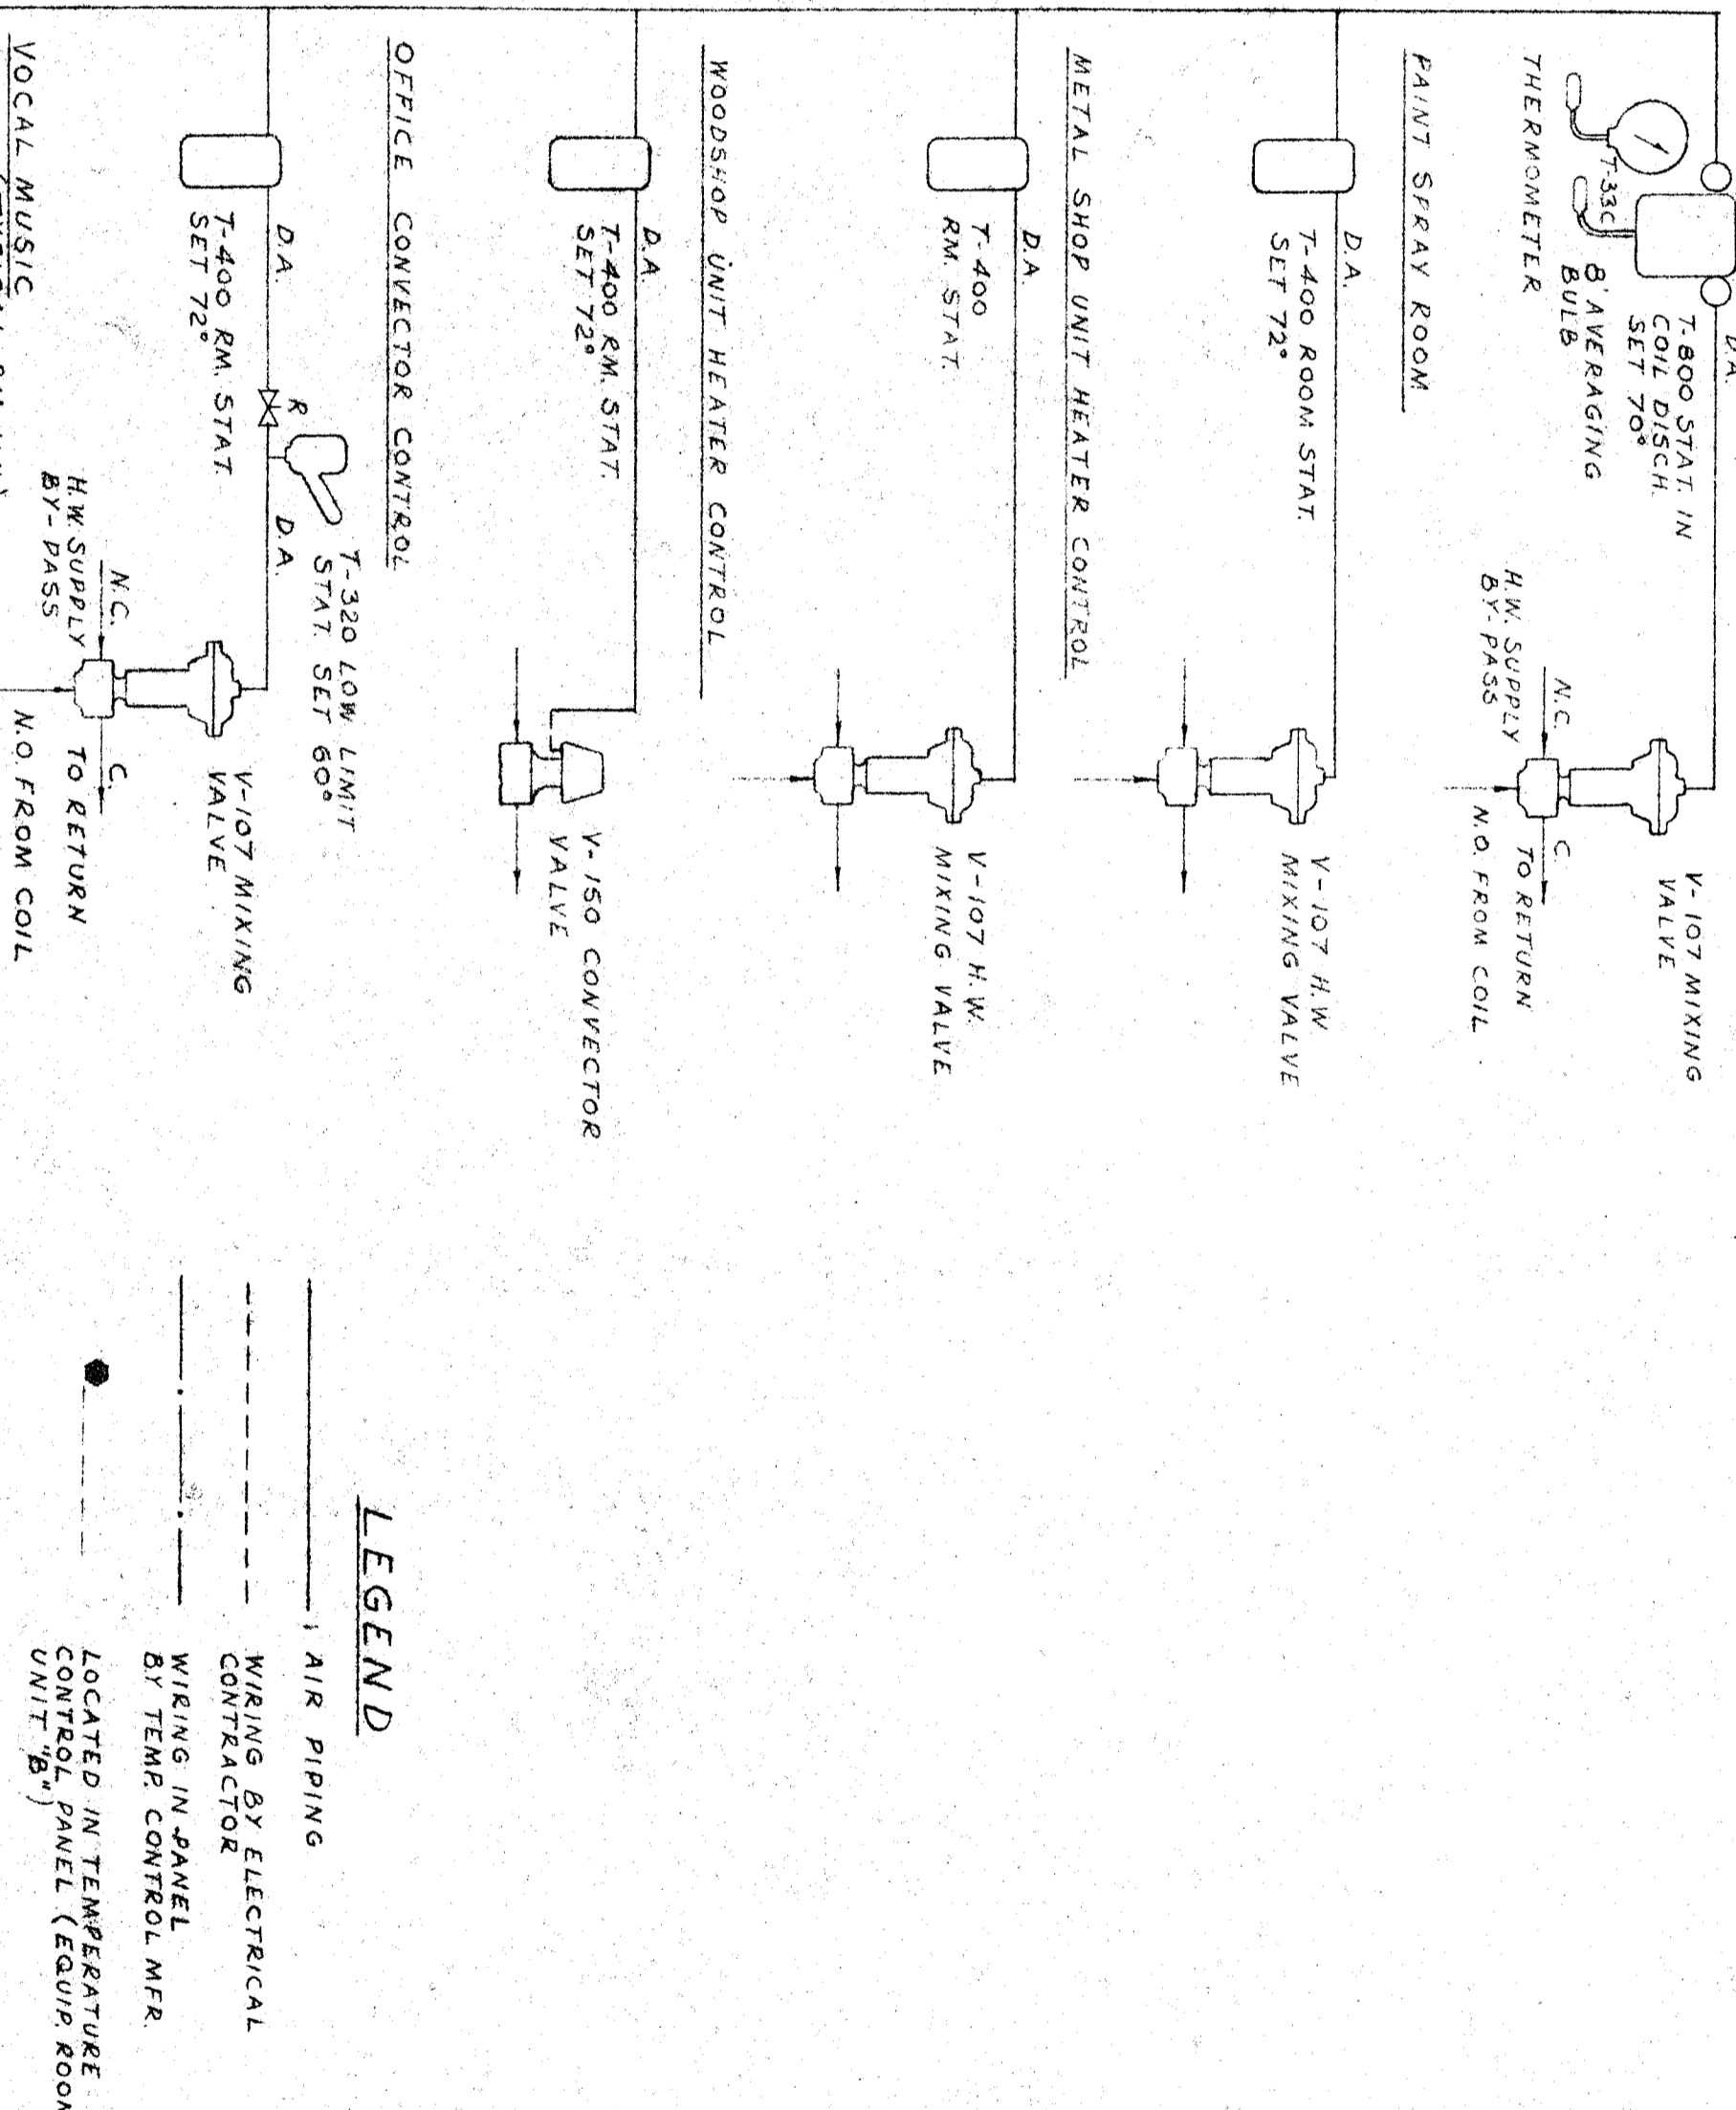 D.A.
T-800 STAT. IN
COIL DISCH.
SET 70°
T-33C
8' AVERAGING
BULB
THERMOMETER
V-107 MIXING
VALVE
N.C.
C.
H.W. SUPPLY
BY-PASS
TO RETURN
N.O. FROM COIL
PAINT SPRAY ROOM
D.A.
T-400 ROOM STAT.
SET 72°
V-107 H.W
MIXING VALVE
METAL SHOP UNIT HEATER CONTROL
D.A.
T-400
RM. STAT.
V-107 H.W.
MIXING VALVE
WOODSHOP UNIT HEATER CONTROL
D.A.
T-400 RM. STAT.
SET 72°
V-150 CONVECTOR
VALVE
OFFICE CONVECTOR CONTROL
D.A.
R
D.A.
T-320 LOW LIMIT
STAT. SET 60°
T-400 RM. STAT.
SET 72°
V-107 MIXING
VALVE
N.C.
C.
H.W. SUPPLY
BY-PASS
TO RETURN
N.O. FROM COIL
VOCAL MUSIC
LEGEND
AIR PIPING
WIRING BY ELECTRICAL
CONTRACTOR
WIRING IN PANEL
BY TEMP. CONTROL MFR.
LOCATED IN TEMPERATURE
CONTROL PANEL (EQUIP. ROOM
UNIT "B")